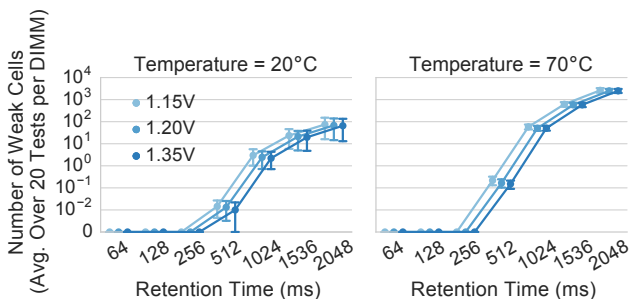 Number of Weak Cells
(Avg. Over 20 Tests per DIMM)
Temperature = 20°C
Temperature = 70°C
10^4
10^3
10^2
10^1
10^0
10^-1
10^-2
0
1.15V
1.20V
1.35V
64 128 256 512 1024 1536 2048
64 128 256 512 1024 1536 2048
Retention Time (ms)
Retention Time (ms)